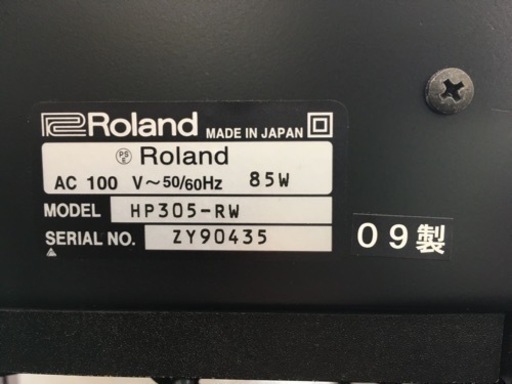 Roland MADE IN JAPAN
PS E Roland
AC 100 V～50/60Hz 85W
MODEL HP305-RW
SERIAL NO. ZY90435
09製